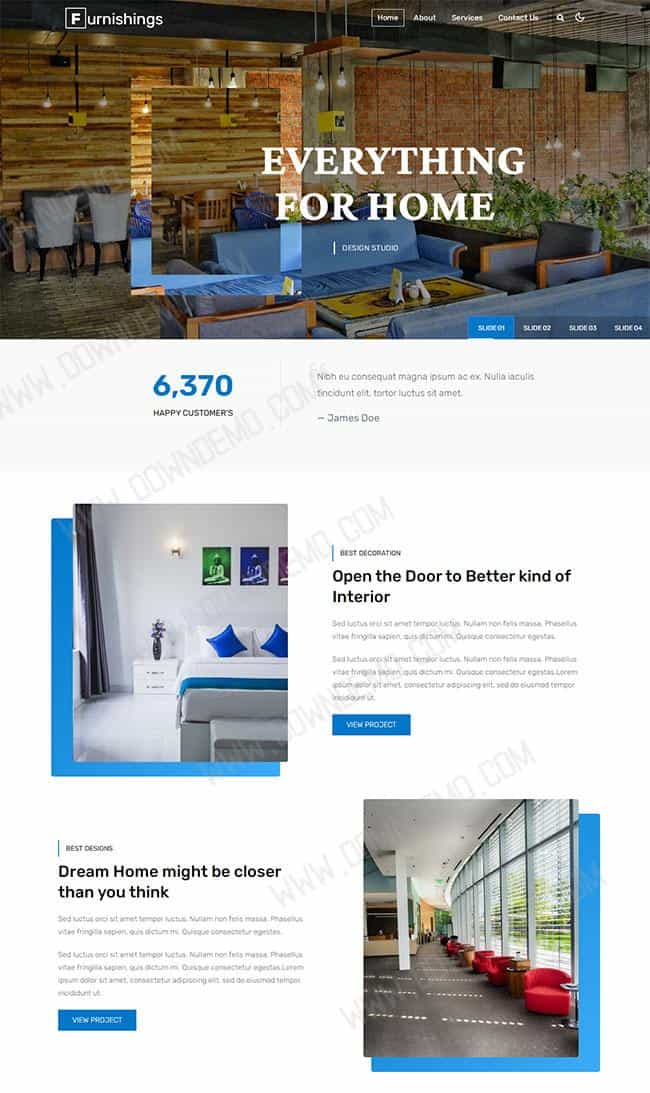 Furnishings
Home About Services Contact Us
EVERYTHING
FOR HOME
DESIGN STUDIO
SLIDE 01 SLIDE 02 SLIDE 03 SLIDE 04
6,370
HAPPY CUSTOMER'S
Nibh eu consequat magna ipsum ac ex. Nulla iaculis
tincidunt elit, tortor luctus sit amet.
— James Doe
BEST DECORATION
Open the Door to Better kind of
Interior
Sed luctus orci sit amet tempor luctus. Nullam non felis massa. Phasellus
vitae fringilla sapien, quis dictum mi. Quisque consectetur egestas.
Sed luctus orci sit amet tempor luctus. Nullam non felis massa. Phasellus
vitae fringilla sapien, quis dictum mi. Quisque consectetur egestas.Lorem
ipsum dolor sit amet, consectetur adipiscing elit, sed do eiusmod tempor
incididunt ut.
VIEW PROJECT
BEST DESIGNS
Dream Home might be closer
than you think
Sed luctus orci sit amet tempor luctus. Nullam non felis massa. Phasellus
vitae fringilla sapien, quis dictum mi. Quisque consectetur egestas.
Sed luctus orci sit amet tempor luctus. Nullam non felis massa. Phasellus
vitae fringilla sapien, quis dictum mi. Quisque consectetur egestas.Lorem
ipsum dolor sit amet, consectetur adipiscing elit, sed do eiusmod tempor
incididunt ut.
VIEW PROJECT
WWW.DOWNDEMO.COM
WWW.DOWNDEMO.COM
WWW.DOWNDEMO.COM
WWW.DOWNDEMO.COM